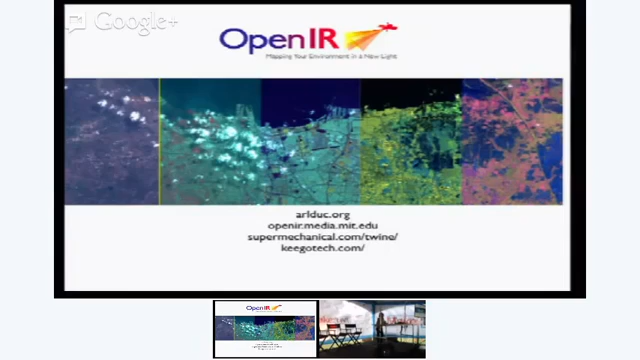 Google+
OpenIR
Mapping Your Environment in a New Light
arlduc.org
openir.media.mit.edu
supermechanical.com/twine/
keegotech.com/
OpenIR